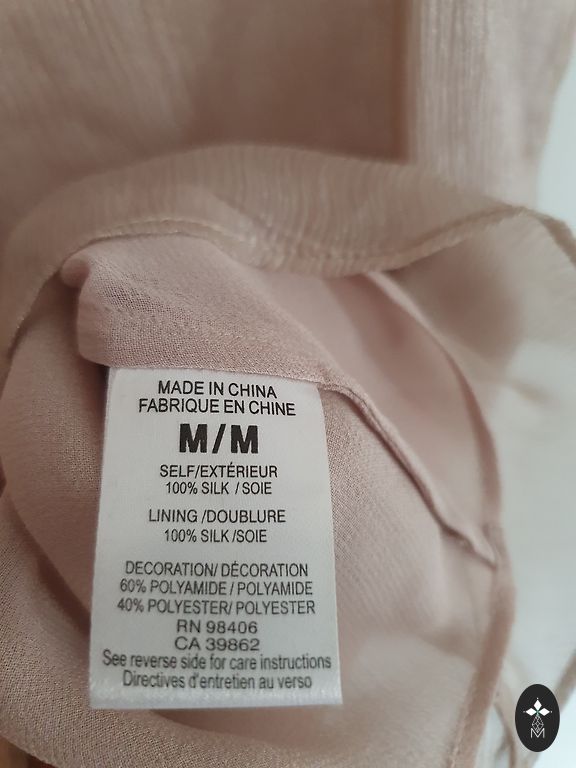 MADE IN CHINA
FABRIQUE EN CHINE
M/M
SELF/EXTÉRIEUR
100% SILK / SOIE
LINING /DOUBLURE
100% SILK /SOIE
DECORATION/ DÉCORATION
60% POLYAMIDE / POLYAMIDE
40% POLYESTER/ POLYESTER
RN 98406
CA 39862
See reverse side for care instructions
Directives d'entretien au verso
M